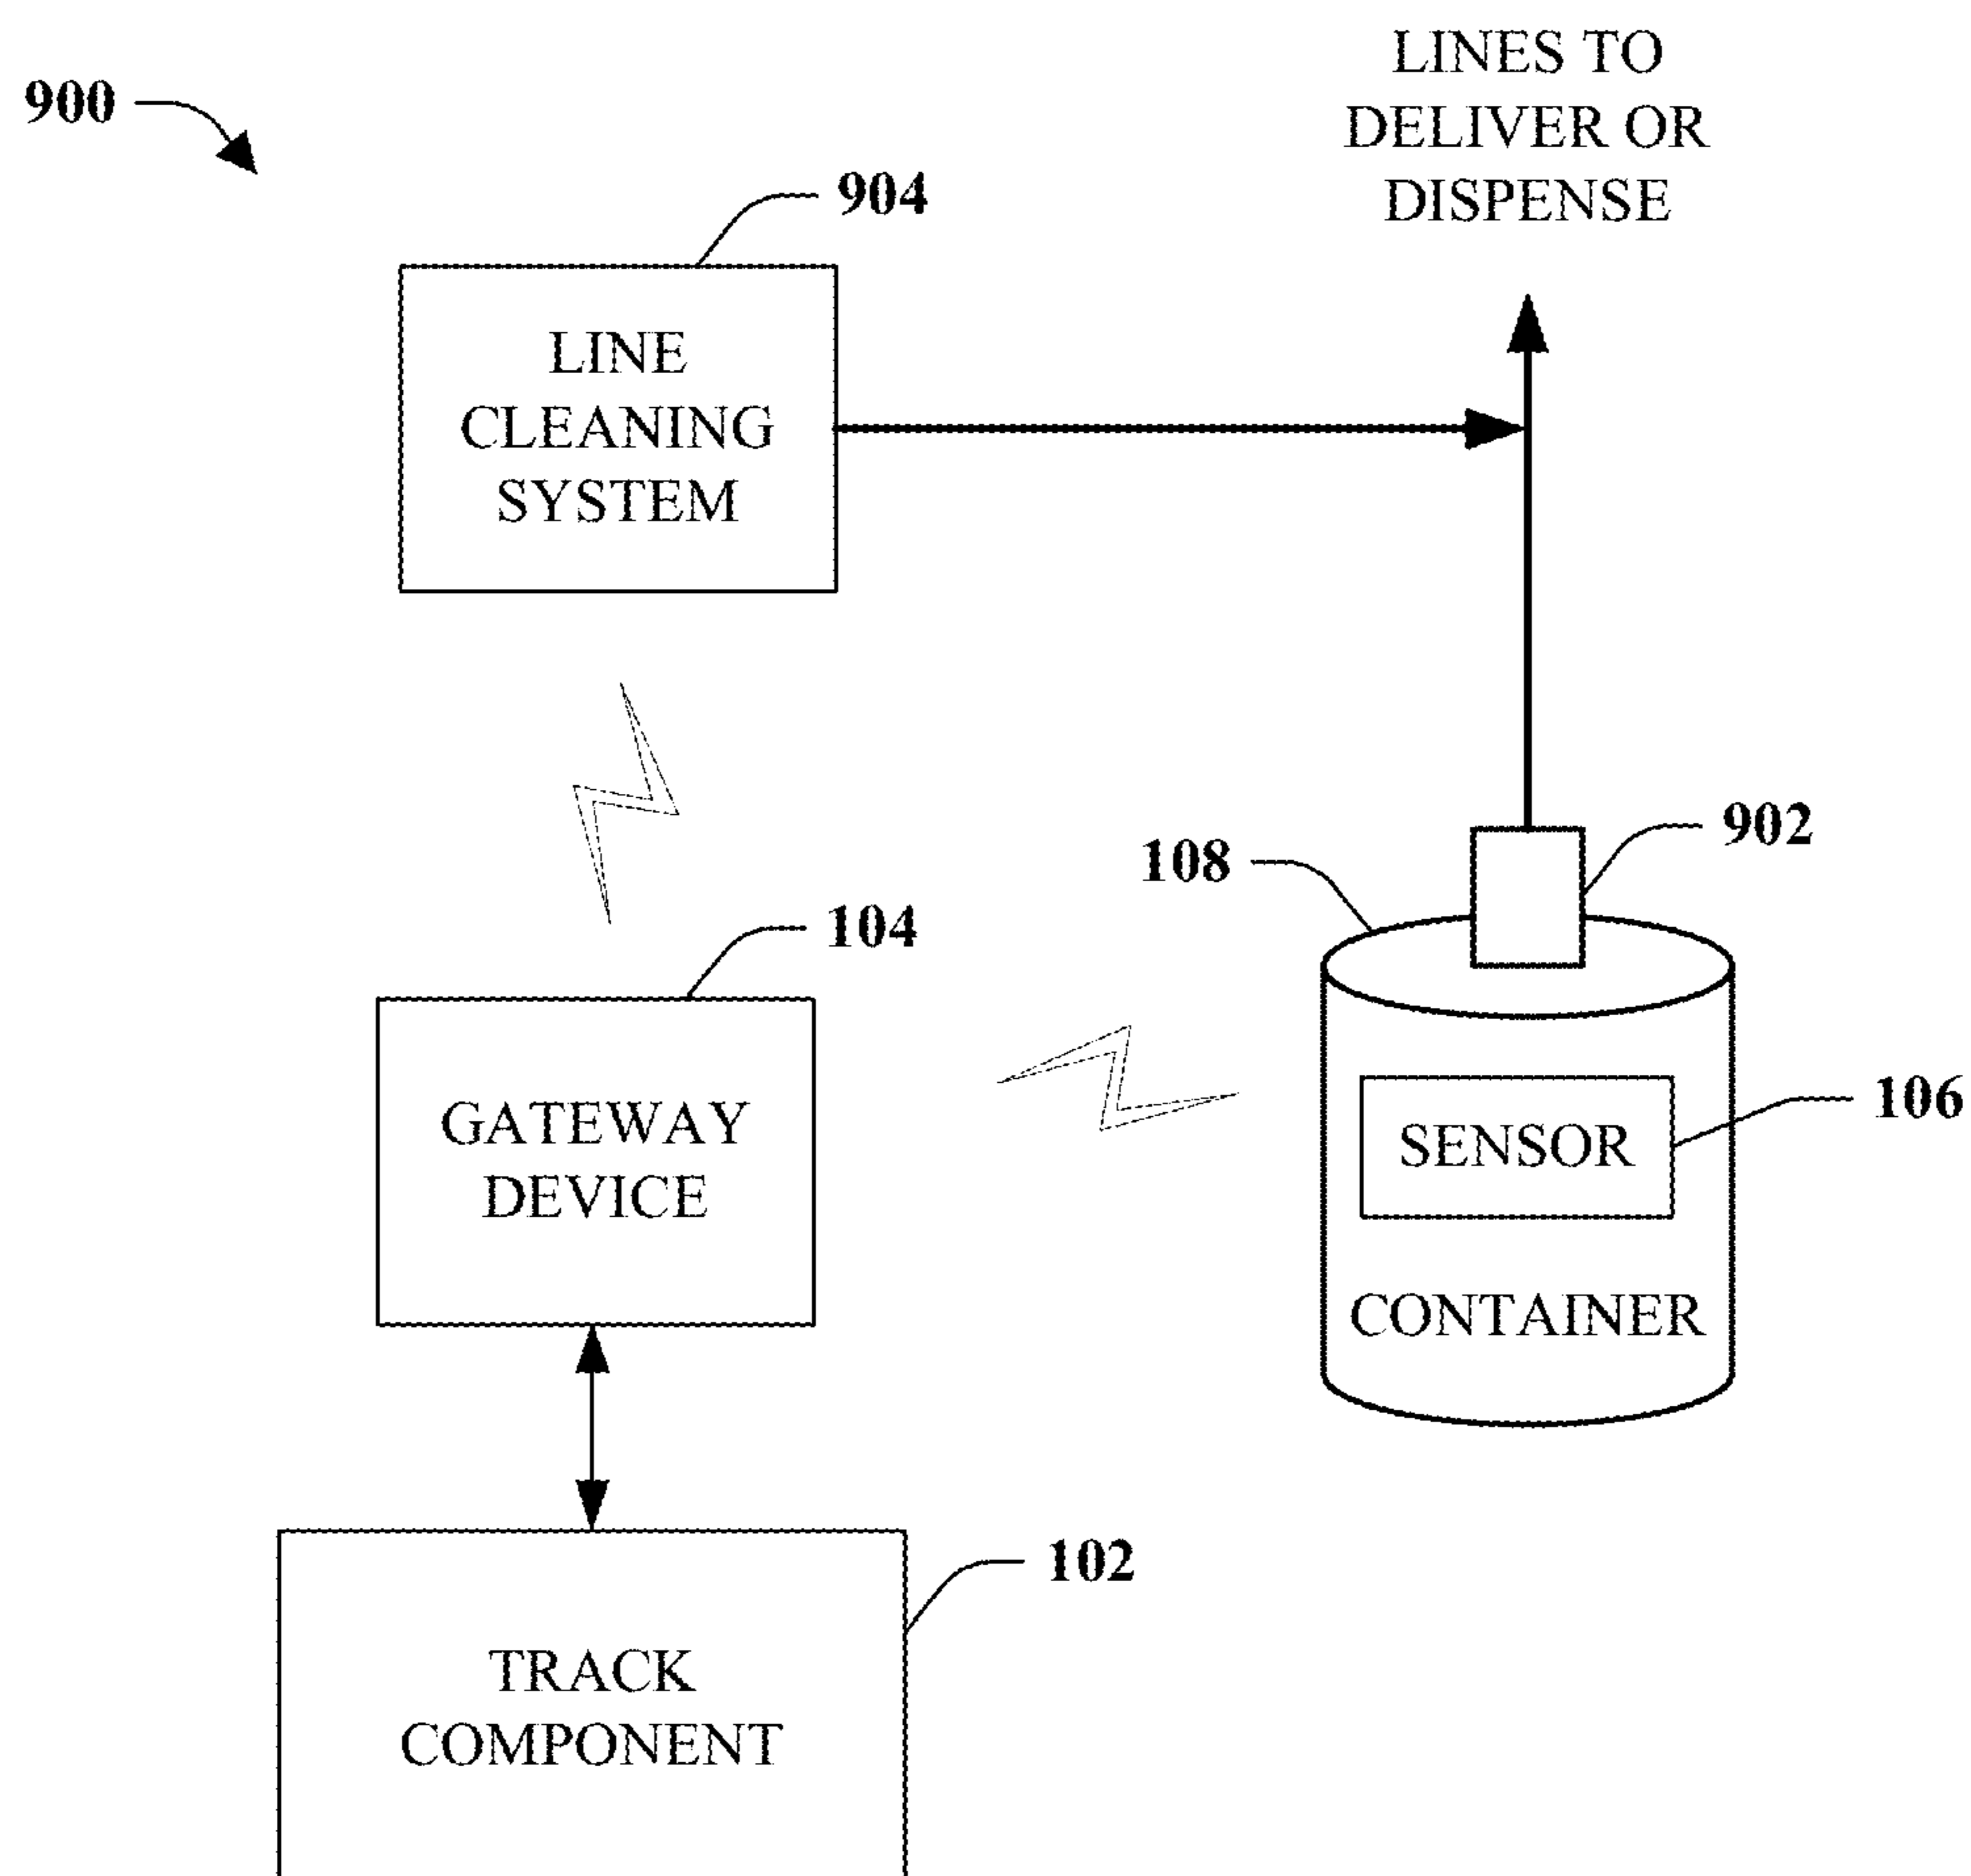 LINES TO
DELIVER OR
DISPENSE
900
904
LINE
CLEANING
SYSTEM
902
108
104
GATEWAY
DEVICE
106
SENSOR
CONTAINER
102
TRACK
COMPONENT